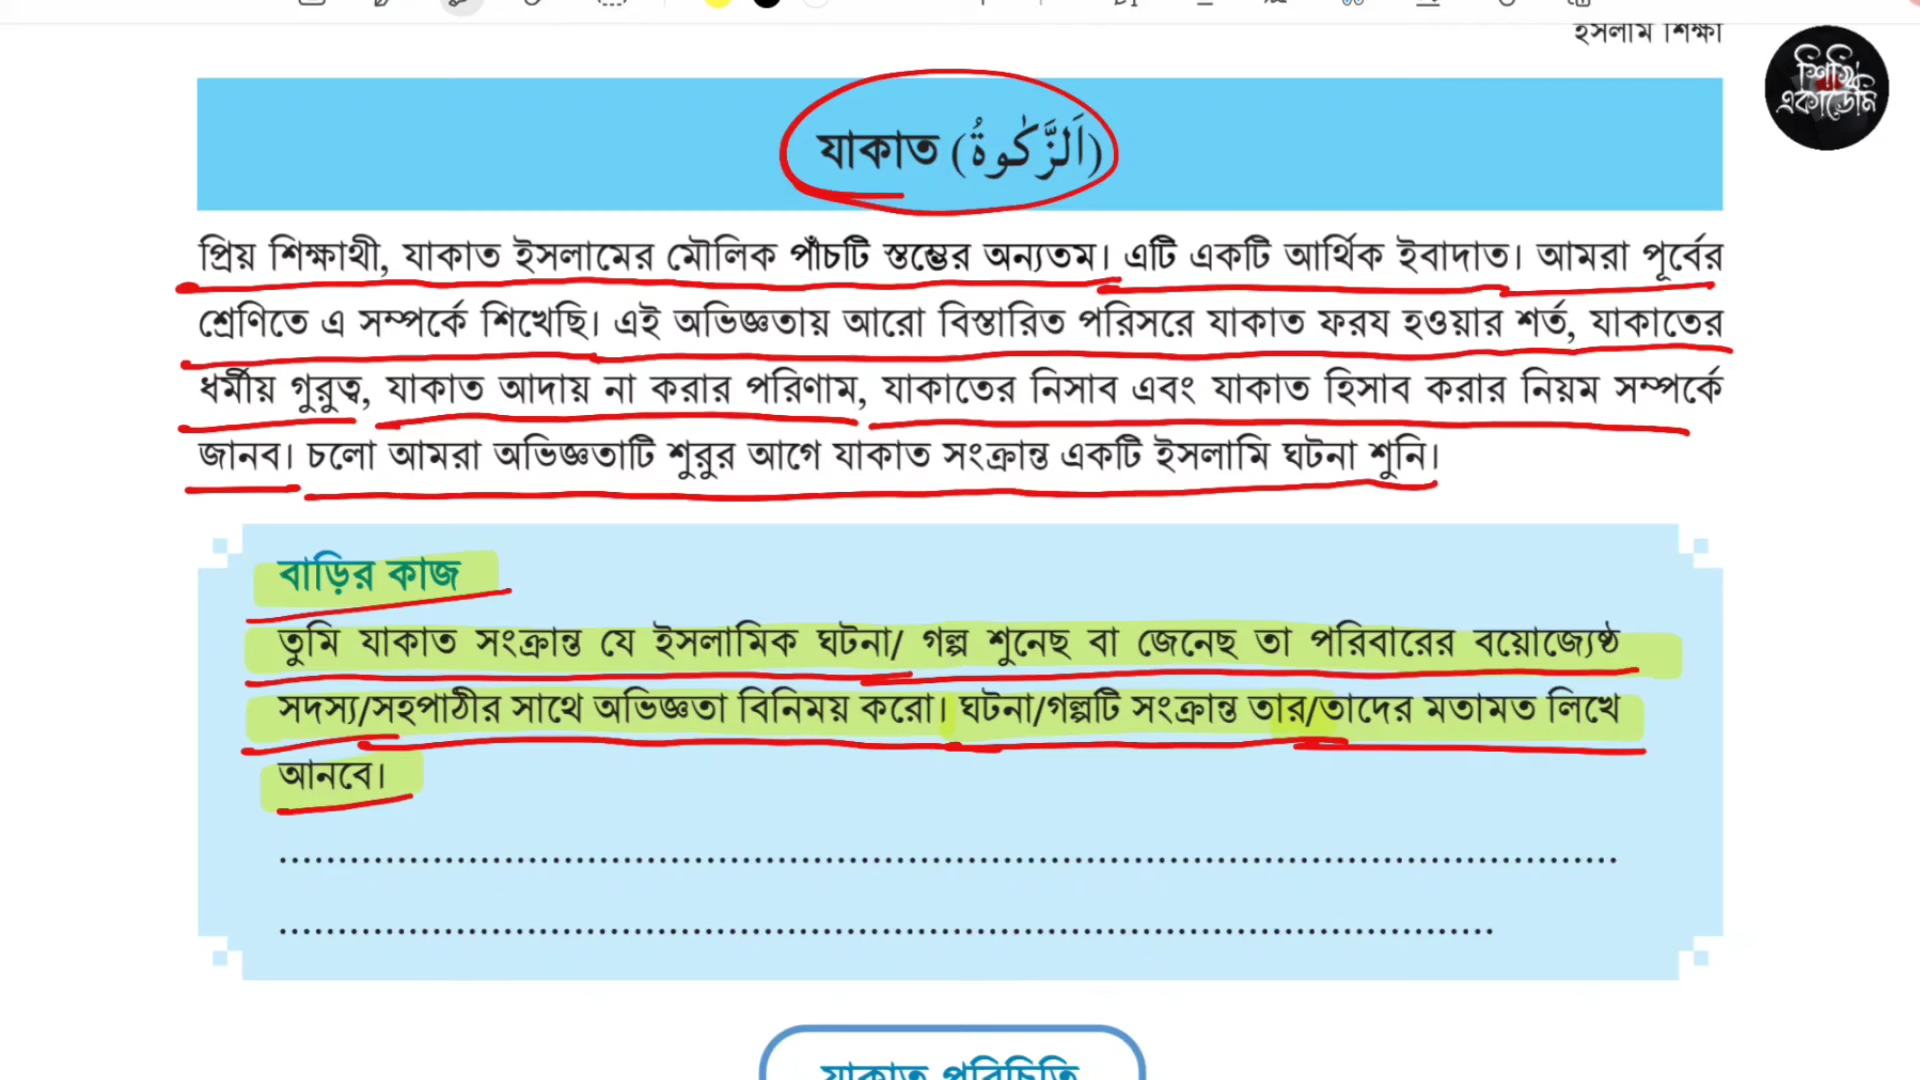 ইসলাম শিক্ষা
শিখি একাডেমি
যাকাত (اَلزَّكٰوةُ)
প্রিয় শিক্ষার্থী, যাকাত ইসলামের মৌলিক পাঁচটি স্তম্ভের অন্যতম। এটি একটি আর্থিক ইবাদাত। আমরা পূর্বের
শ্রেণিতে এ সম্পর্কে শিখেছি। এই অভিজ্ঞতায় আরো বিস্তারিত পরিসরে যাকাত ফরয হওয়ার শর্ত, যাকাতের
ধর্মীয় গুরুত্ব, যাকাত আদায় না করার পরিণাম, যাকাতের নিসাব এবং যাকাত হিসাব করার নিয়ম সম্পর্কে
জানব। চলো আমরা অভিজ্ঞতাটি শুরুর আগে যাকাত সংক্রান্ত একটি ইসলামি ঘটনা শুনি।
বাড়ির কাজ
তুমি যাকাত সংক্রান্ত যে ইসলামিক ঘটনা/ গল্প শুনেছ বা জেনেছ তা পরিবারের বয়োজ্যেষ্ঠ
সদস্য/সহপাঠীর সাথে অভিজ্ঞতা বিনিময় করো। ঘটনা/গল্পটি সংক্রান্ত তার/তাদের মতামত লিখে
আনবে।
যাকাত পরিচিতি